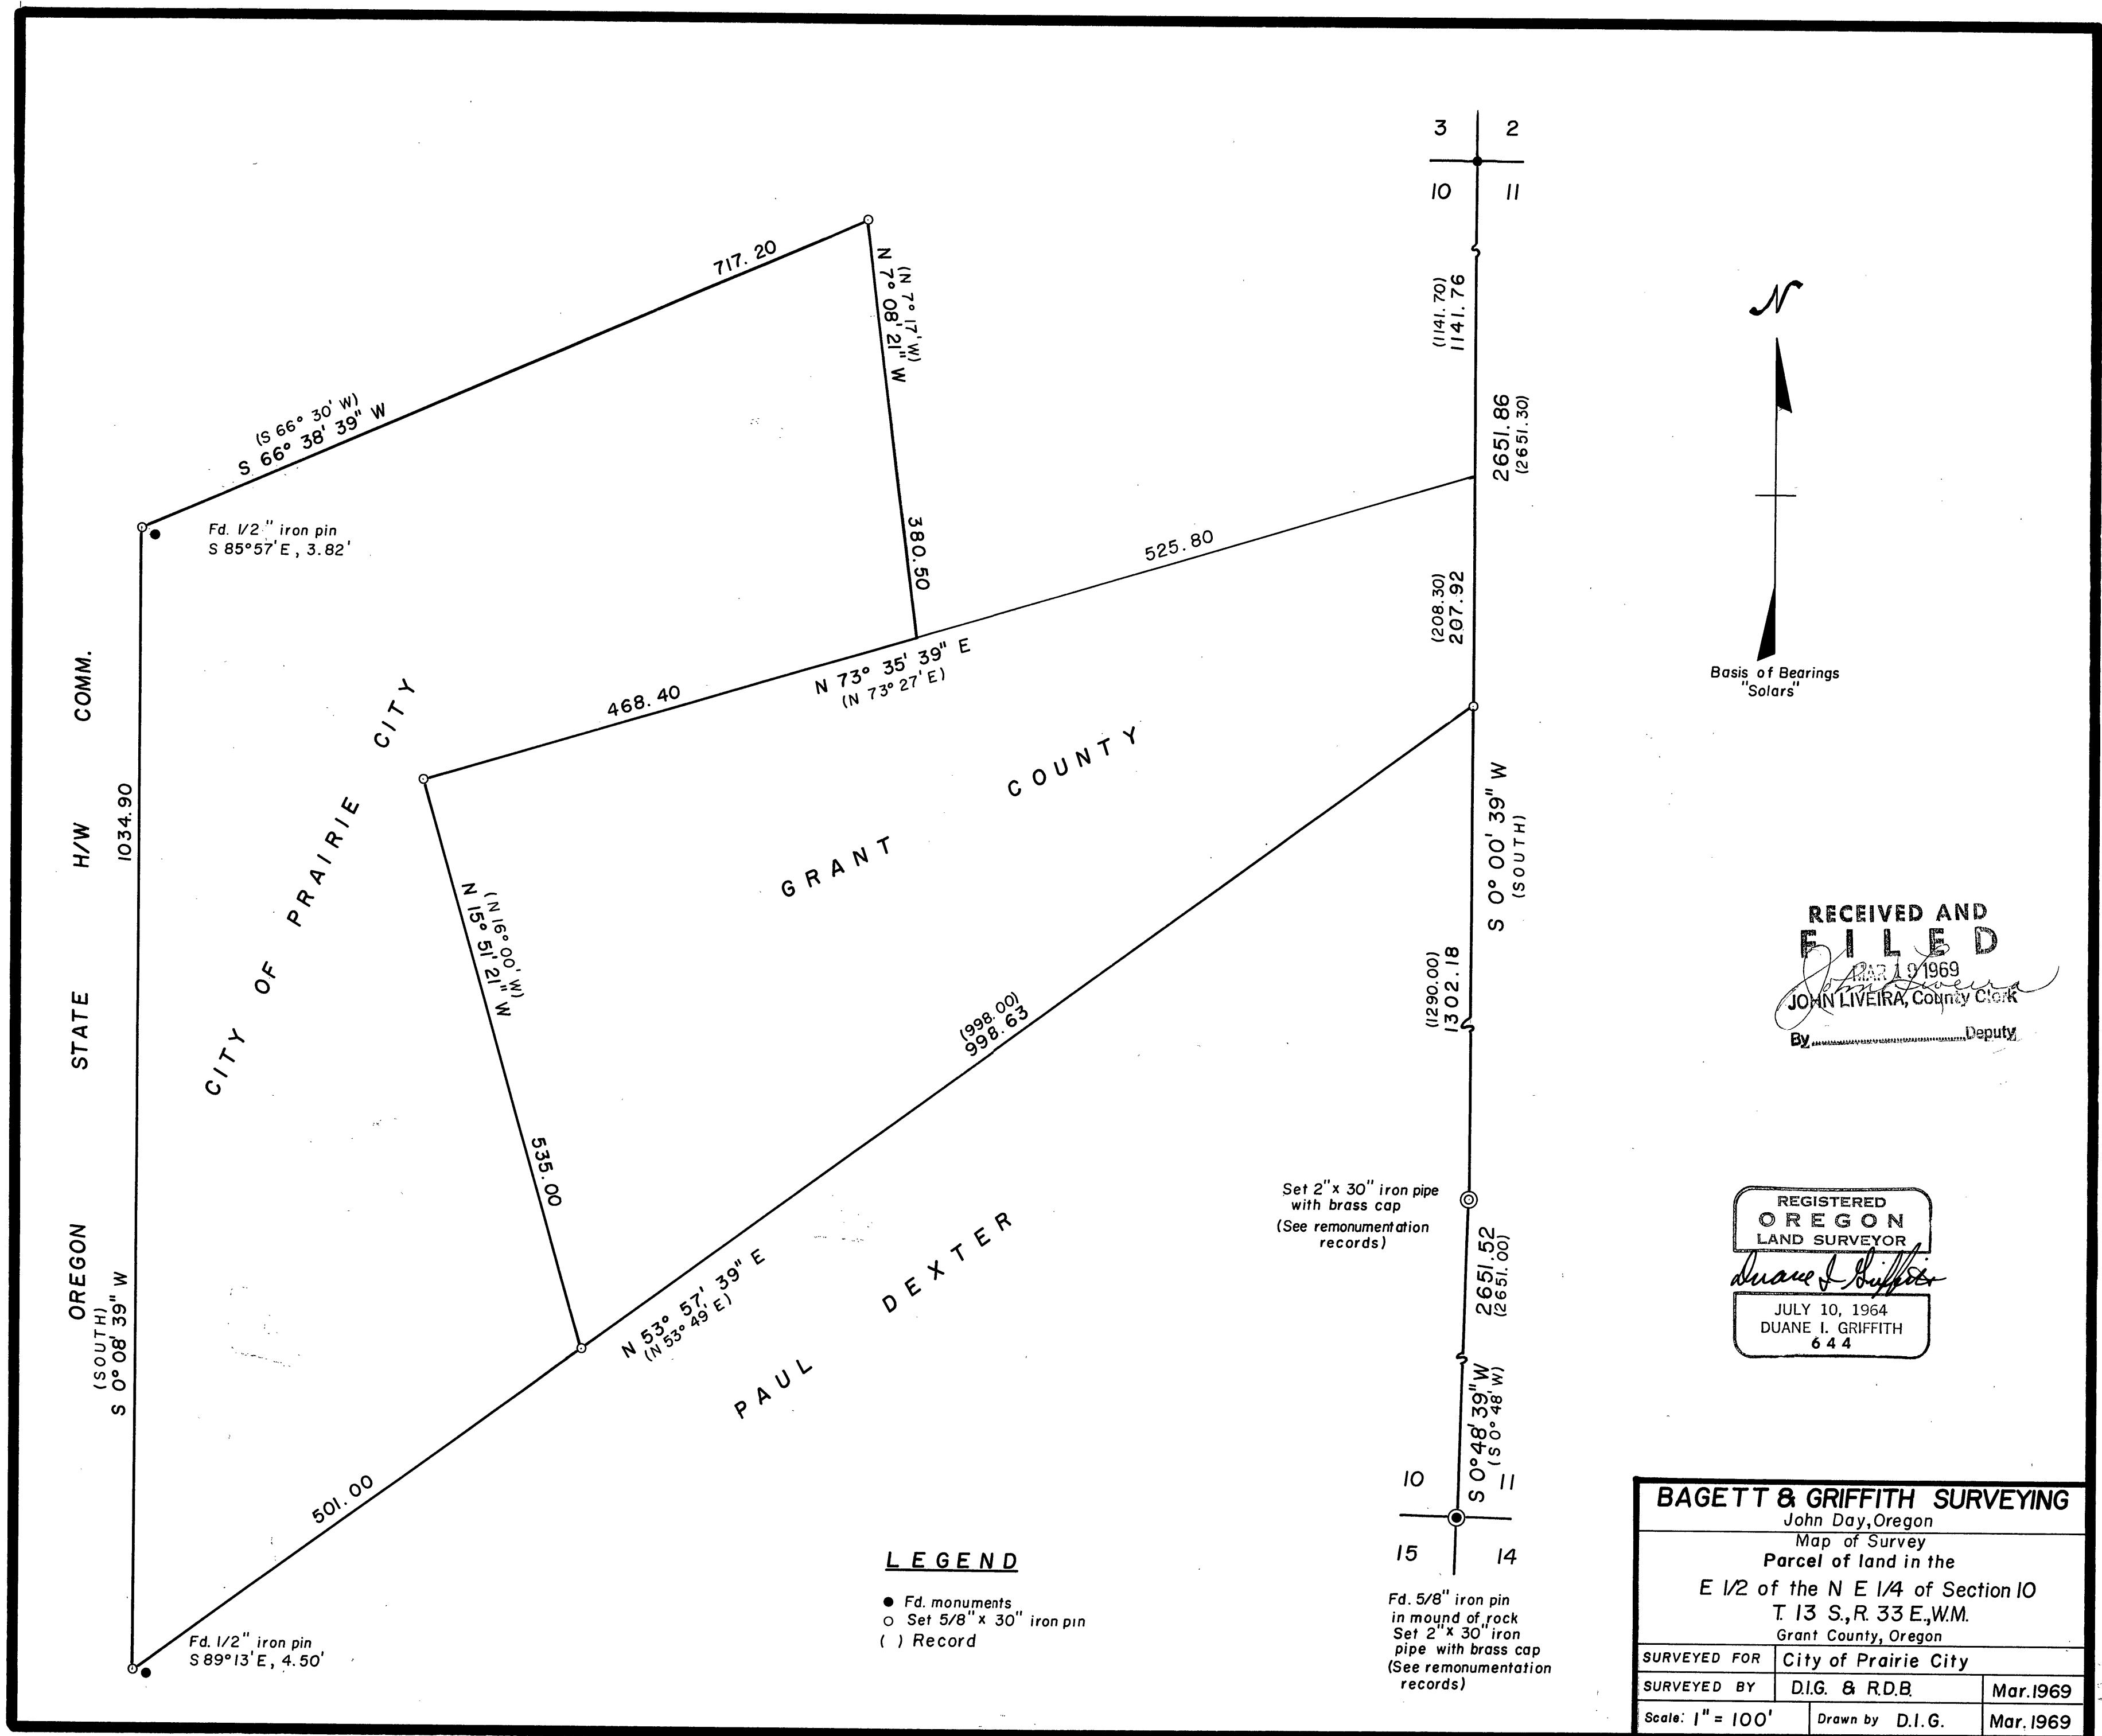 3 2
10 11
717. 20
(N 7° 17' W)
N 7° 08' 21" W
380.50
(S 66° 30' W)
S 66° 38' 39" W
Fd. 1/2" iron pin
S 85°57' E, 3.82'
(1141.70)
1141.76
2651.86
(2651.30)
N
Basis of Bearings
"Solars"
525.80
(208.30)
207.92
468.40
N 73° 35' 39" E
(N 73° 27' E)
OREGON STATE H/W COMM.
1034.90
(SOUTH)
S 0° 08' 39" W
CITY OF PRAIRIE CITY
GRANT COUNTY
S 0° 00' 39" W
(SOUTH)
(N 16° 00' W)
N 15° 51' 21" W
535.00
(998.00)
998.63
(1290.00)
1302.18
RECEIVED AND
FILED
MAR 19 1969
John Liveira
JOHN LIVEIRA, County Clerk
By Deputy
Set 2" x 30" iron pipe
with brass cap
(See remonumentation
records)
2651.52
(2651.00)
N 53° 57' 39" E
(N 53° 49' E)
PAUL DEXTER
REGISTERED
OREGON
LAND SURVEYOR
Duane I Griffith
JULY 10, 1964
DUANE I. GRIFFITH
644
S 0° 48' 39" W
(S 0° 48' W)
501.00
10 11
15 14
Fd. 5/8" iron pin
in mound of rock
Set 2" x 30" iron
pipe with brass cap
(See remonumentation
records)
Fd. 1/2" iron pin
S 89°13' E, 4.50'
LEGEND
Fd. monuments
Set 5/8" x 30" iron pin
( ) Record
BAGETT & GRIFFITH SURVEYING
John Day, Oregon
Map of Survey
Parcel of land in the
E 1/2 of the N E 1/4 of Section 10
T. 13 S., R. 33 E., W.M.
Grant County, Oregon
SURVEYED FOR City of Prairie City
SURVEYED BY D.I.G. & R.D.B. Mar. 1969
Scale: 1" = 100' Drawn by D.I.G. Mar. 1969